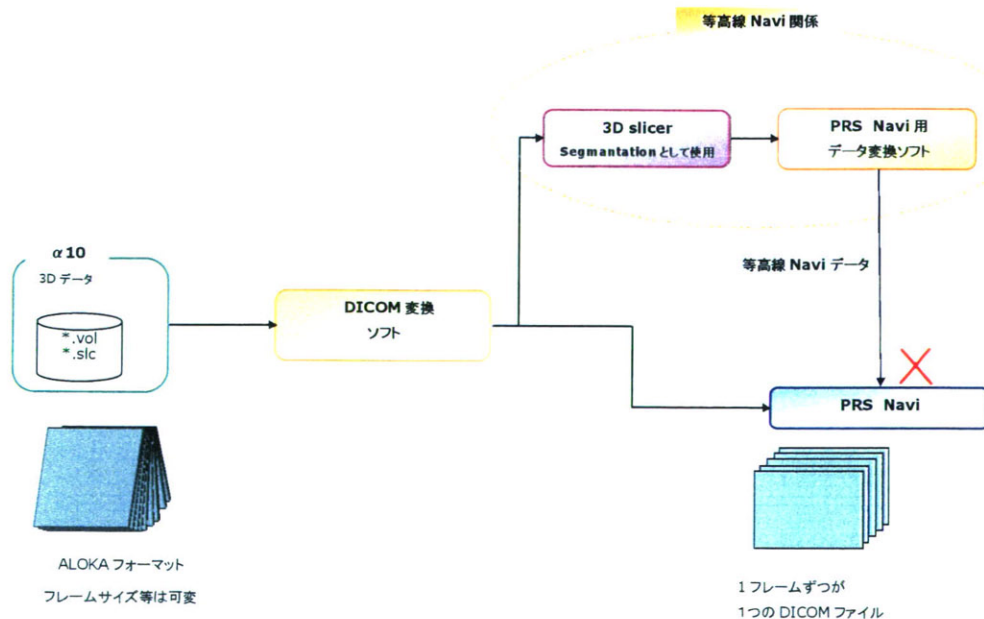 等高線 Navi 関係
3D slicer
Segmantation として使用
PRS Navi 用
データ変換ソフト
α10
3D データ
*.vol
*.slc
DICOM 変換
ソフト
等高線 Navi データ
PRS Navi
ALOKA フォーマット
フレームサイズ等は可変
1 フレームずつが
1つの DICOM ファイル